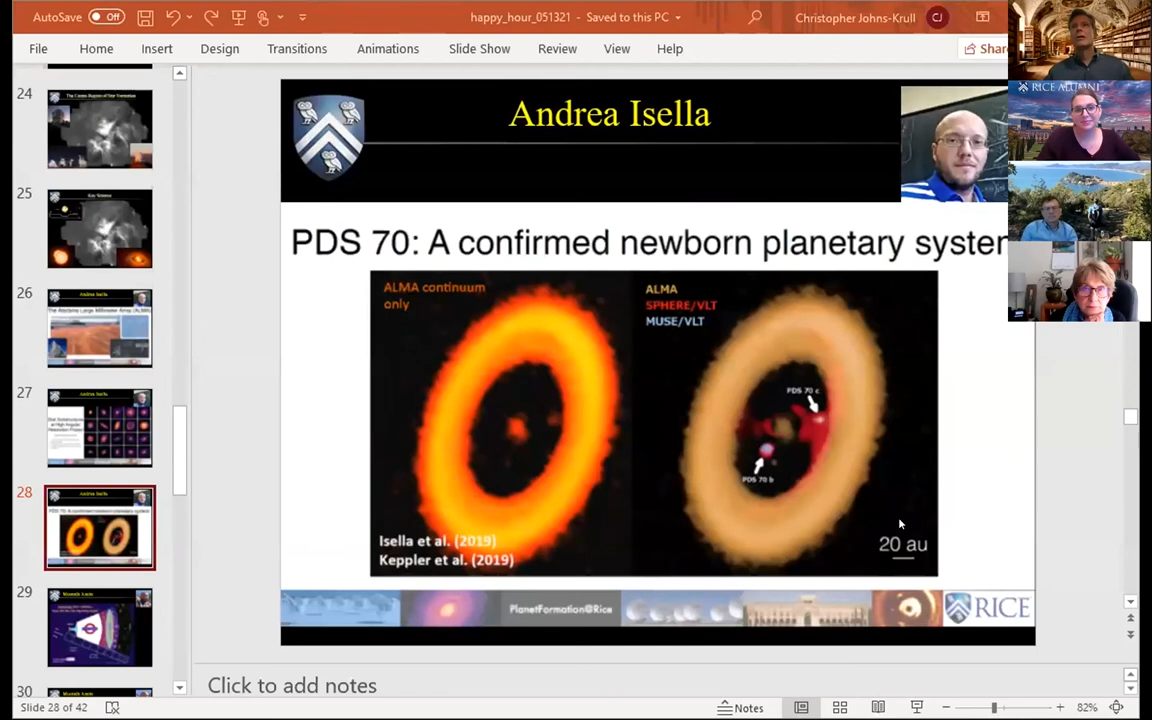 AutoSave Off
happy_hour_051321 - Saved to this PC
Christopher Johns-Krull CJ
File Home Insert Design Transitions Animations Slide Show Review View Help Shar
RICE ALUMNI
24
25
26
27
28
29
30
Andrea Isella
PDS 70: A confirmed newborn planetary system
ALMA continuum
only
Isella et al. (2019)
Keppler et al. (2019)
ALMA
SPHERE/VLT
MUSE/VLT
PDS 70 c
PDS 70 b
20 au
PlanetFormation@Rice
RICE
Click to add notes
Slide 28 of 42
Notes
82%